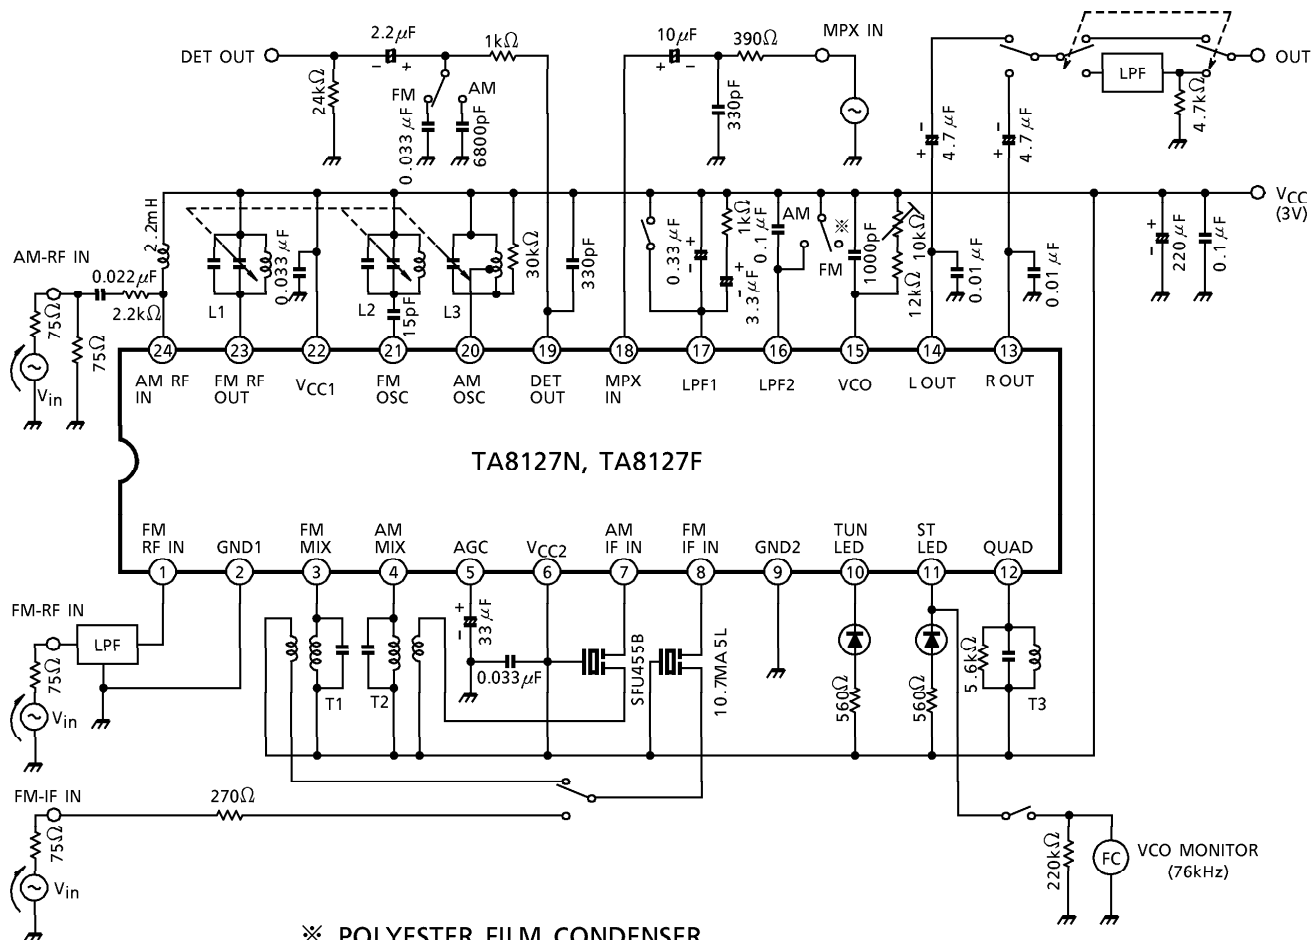 DET OUT
2.2μF
- +
1kΩ
24kΩ
FM
AM
0.033μF
6800pF
10μF
+ -
390Ω
MPX IN
330pF
LPF
OUT
4.7kΩ
-
+
4.7μF
-
+
4.7μF
VCC
(3V)
2.2mH
AM-RF IN
0.022μF
2.2kΩ
75Ω
75Ω
Vin
L1
0.033μF
L2
15pF
L3
30kΩ
330pF
0.33μF
+
-
1kΩ
3.3μF
+
-
0.1μF
AM
FM
※
1000pF
10kΩ
12kΩ
0.01μF
0.01μF
+
-
220μF
0.1μF
24 23 22 21 20 19 18 17 16 15 14 13
AM RF IN
FM RF OUT
VCC1
FM OSC
AM OSC
DET OUT
MPX IN
LPF1
LPF2
VCO
L OUT
R OUT
TA8127N, TA8127F
FM RF IN
GND1
FM MIX
AM MIX
AGC
VCC2
AM IF IN
FM IF IN
GND2
TUN LED
ST LED
QUAD
1 2 3 4 5 6 7 8 9 10 11 12
FM-RF IN
LPF
75Ω
Vin
T1
T2
+
-
33μF
0.033μF
SFU455B
10.7MA5L
560Ω
560Ω
5.6kΩ
T3
FM-IF IN
270Ω
75Ω
Vin
220kΩ
FC
VCO MONITOR
(76kHz)
※ POLYESTER FILM CONDENSER